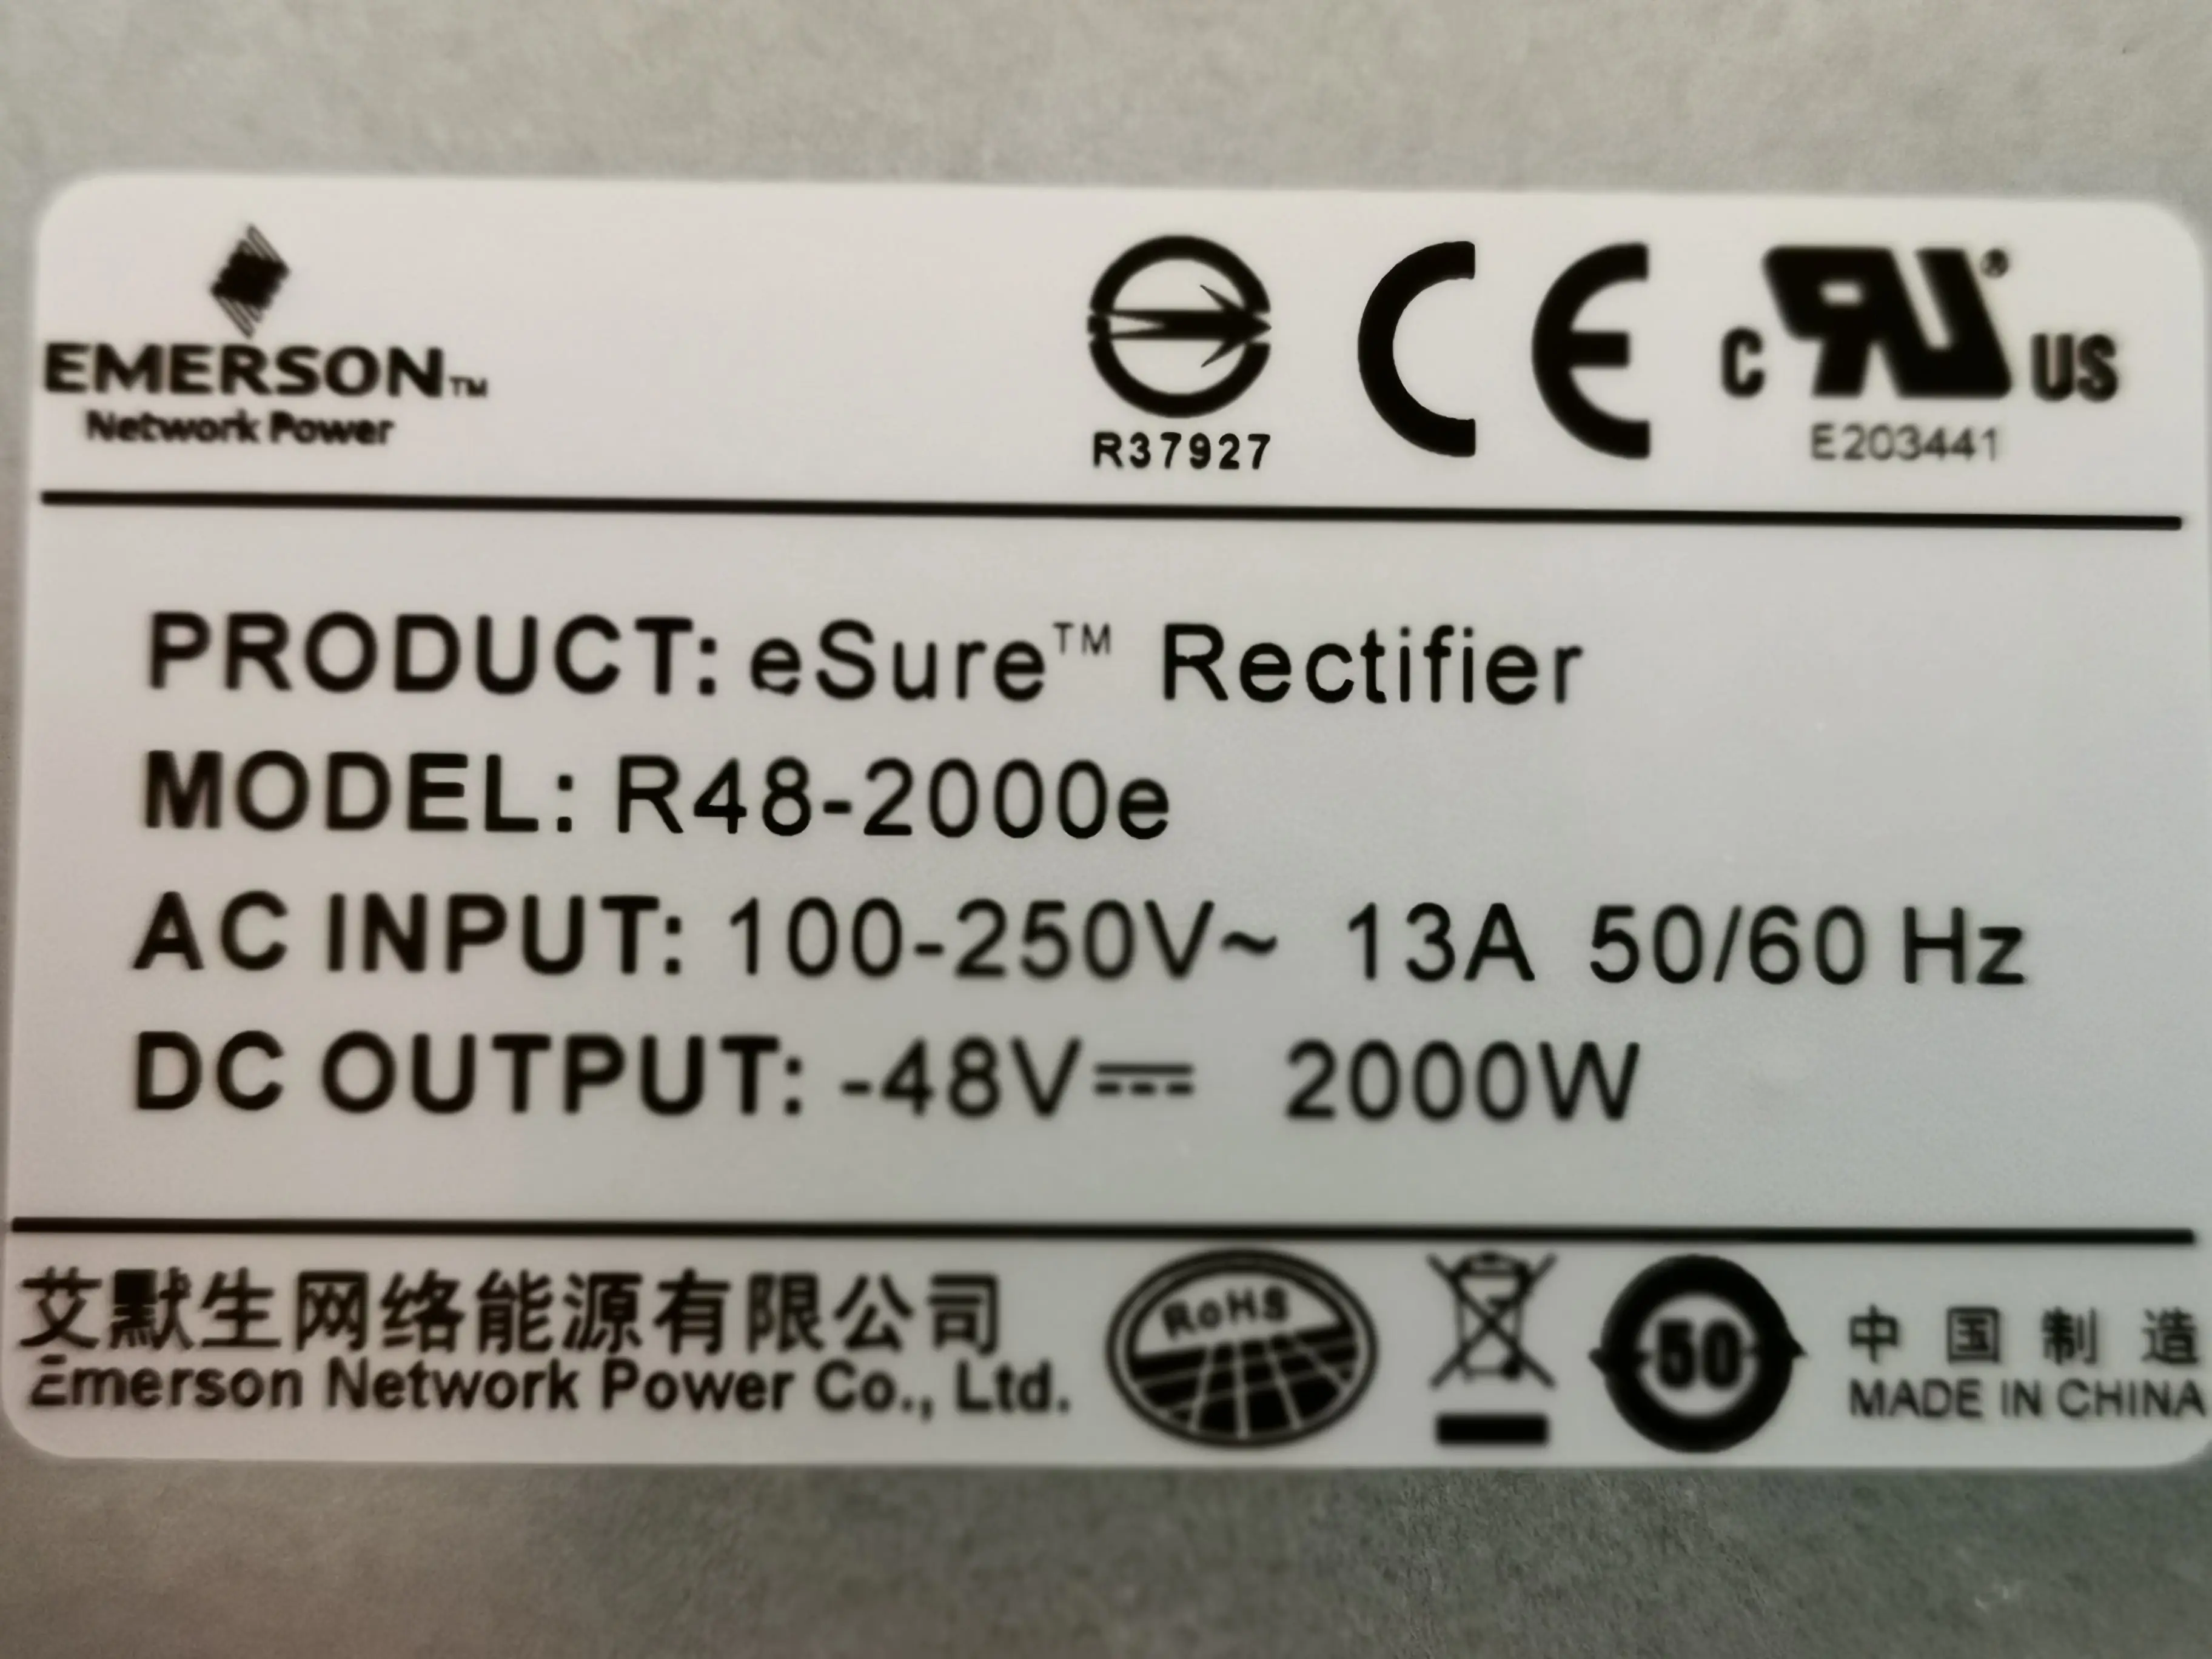 EMERSON™
Network Power
R37927
CE
c RU® US
E203441
PRODUCT: eSure™ Rectifier
MODEL: R48-2000e
AC INPUT: 100-250V~ 13A 50/60 Hz
DC OUTPUT: -48V⎓ 2000W
艾默生网络能源有限公司
Emerson Network Power Co., Ltd.
RoHS
50
中国制造
MADE IN CHINA